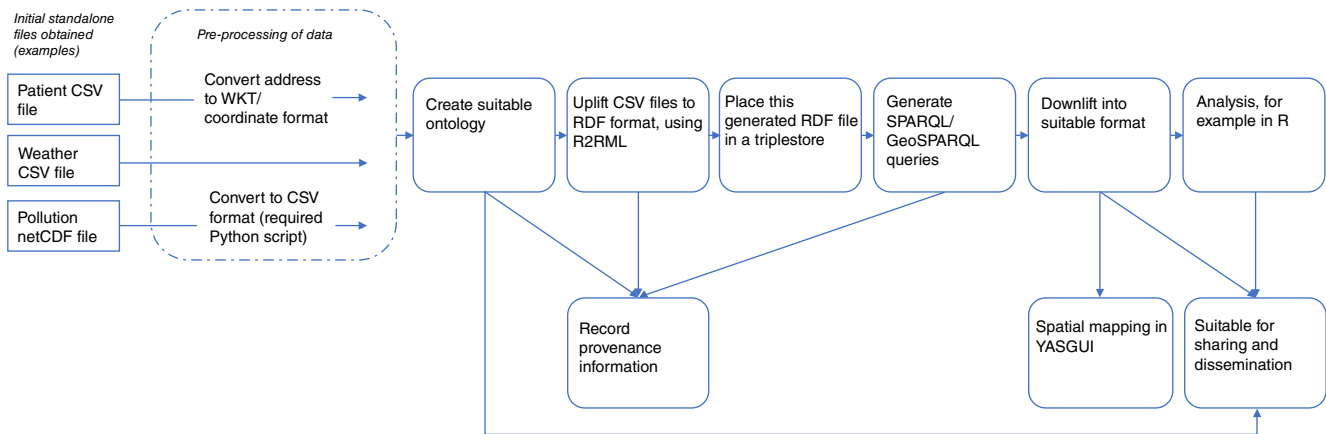 Initial standalone
files obtained
(examples)
Pre-processing of data
Patient CSV
file
Convert address
to WKT/
coordinate format
Weather
CSV file
Pollution
netCDF file
Convert to CSV
format (required
Python script)
Create suitable
ontology
Uplift CSV files to
RDF format, using
R2RML
Place this
generated RDF file
in a triplestore
Generate
SPARQL/
GeoSPARQL
queries
Downlift into
suitable format
Analysis, for
example in R
Record
provenance
information
Spatial mapping in
YASGUI
Suitable for
sharing and
dissemination